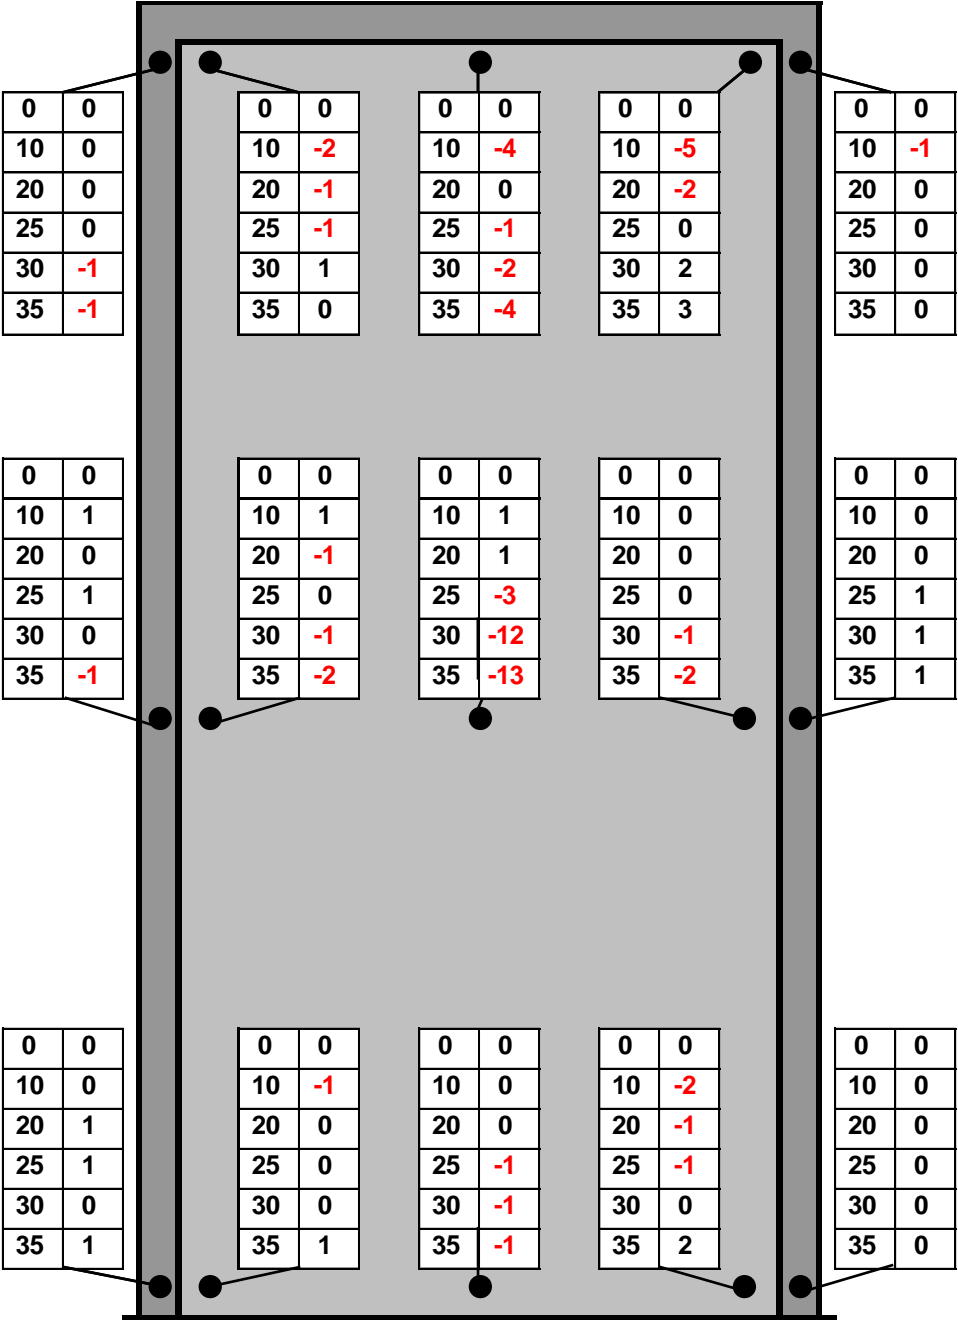 0 0 0 0 0 0 0 0 0 0
10 0 10 -2 10 -4 10 -5 10 -1
20 0 20 -1 20 0 20 -2 20 0
25 0 25 -1 25 -1 25 0 25 0
30 -1 30 1 30 -2 30 2 30 0
35 -1 35 0 35 -4 35 3 35 0
0 0 0 0 0 0 0 0 0 0
10 1 10 1 10 1 10 0 10 0
20 0 20 -1 20 1 20 0 20 0
25 1 25 0 25 -3 25 0 25 1
30 0 30 -1 30 -12 30 -1 30 1
35 -1 35 -2 35 -13 35 -2 35 1
0 0 0 0 0 0 0 0 0 0
10 0 10 -1 10 0 10 -2 10 0
20 1 20 0 20 0 20 -1 20 0
25 1 25 0 25 -1 25 -1 25 0
30 0 30 0 30 -1 30 0 30 0
35 1 35 1 35 -1 35 2 35 0